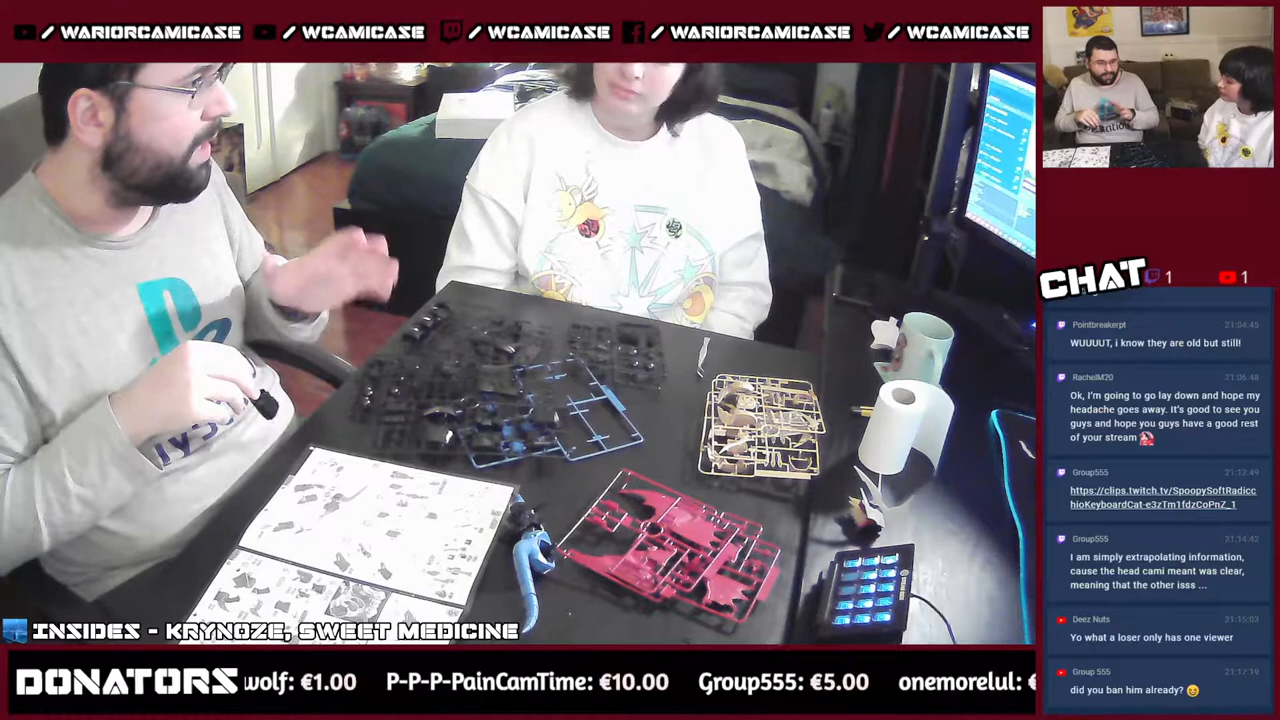 / WARIORCAMICASE / WCAMICASE / WCAMICASE / WARIORCAMICASE / WCAMICASE
CHAT 1 1
Pointbreakerpt 21:04:45
WUUUUT, i know they are old but still!
RachelM20 21:06:48
Ok, I'm going to go lay down and hope my
headache goes away. It's good to see you
guys and hope you guys have a good rest
of your stream
Group555 21:12:49
https://clips.twitch.tv/SpoopySoftRadicc
hioKeyboardCat-e3zTm1fdzCoPnZ_1
Group555 21:14:42
I am simply extrapolating information,
cause the head cami meant was clear,
meaning that the other isss ...
Deez Nuts 21:15:03
Yo what a loser only has one viewer
Group 555 21:17:19
did you ban him already?
INSIDES - KRYNOZE, SWEET MEDICINE
DONATORS wolf: €1.00 P-P-P-PainCamTime: €10.00 Group555: €5.00 onemorelul: €